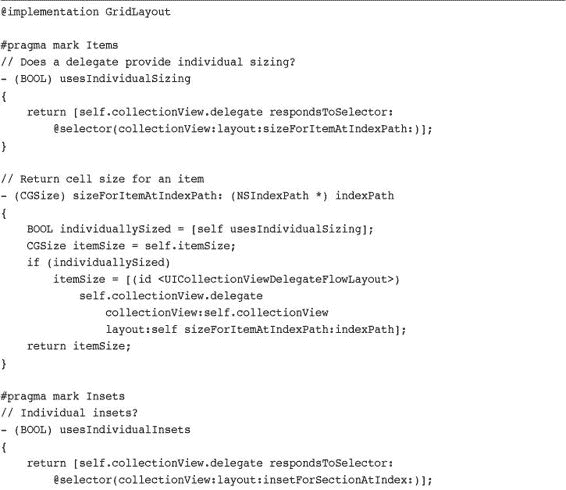 @implementation GridLayout
#pragma mark Items
// Does a delegate provide individual sizing?
- (BOOL) usesIndividualSizing
{
    return [self.collectionView.delegate respondsToSelector:
        @selector(collectionView:layout:sizeForItemAtIndexPath:)];
}
// Return cell size for an item
- (CGSize) sizeForItemAtIndexPath: (NSIndexPath *) indexPath
{
    BOOL individuallySized = [self usesIndividualSizing];
    CGSize itemSize = self.itemSize;
    if (individuallySized)
        itemSize = [(id <UICollectionViewDelegateFlowLayout>)
            self.collectionView.delegate
                collectionView:self.collectionView
                layout:self sizeForItemAtIndexPath:indexPath];
    return itemSize;
}
#pragma mark Insets
// Individual insets?
- (BOOL) usesIndividualInsets
{
    return [self.collectionView.delegate respondsToSelector:
        @selector(collectionView:layout:insetForSectionAtIndex:)];